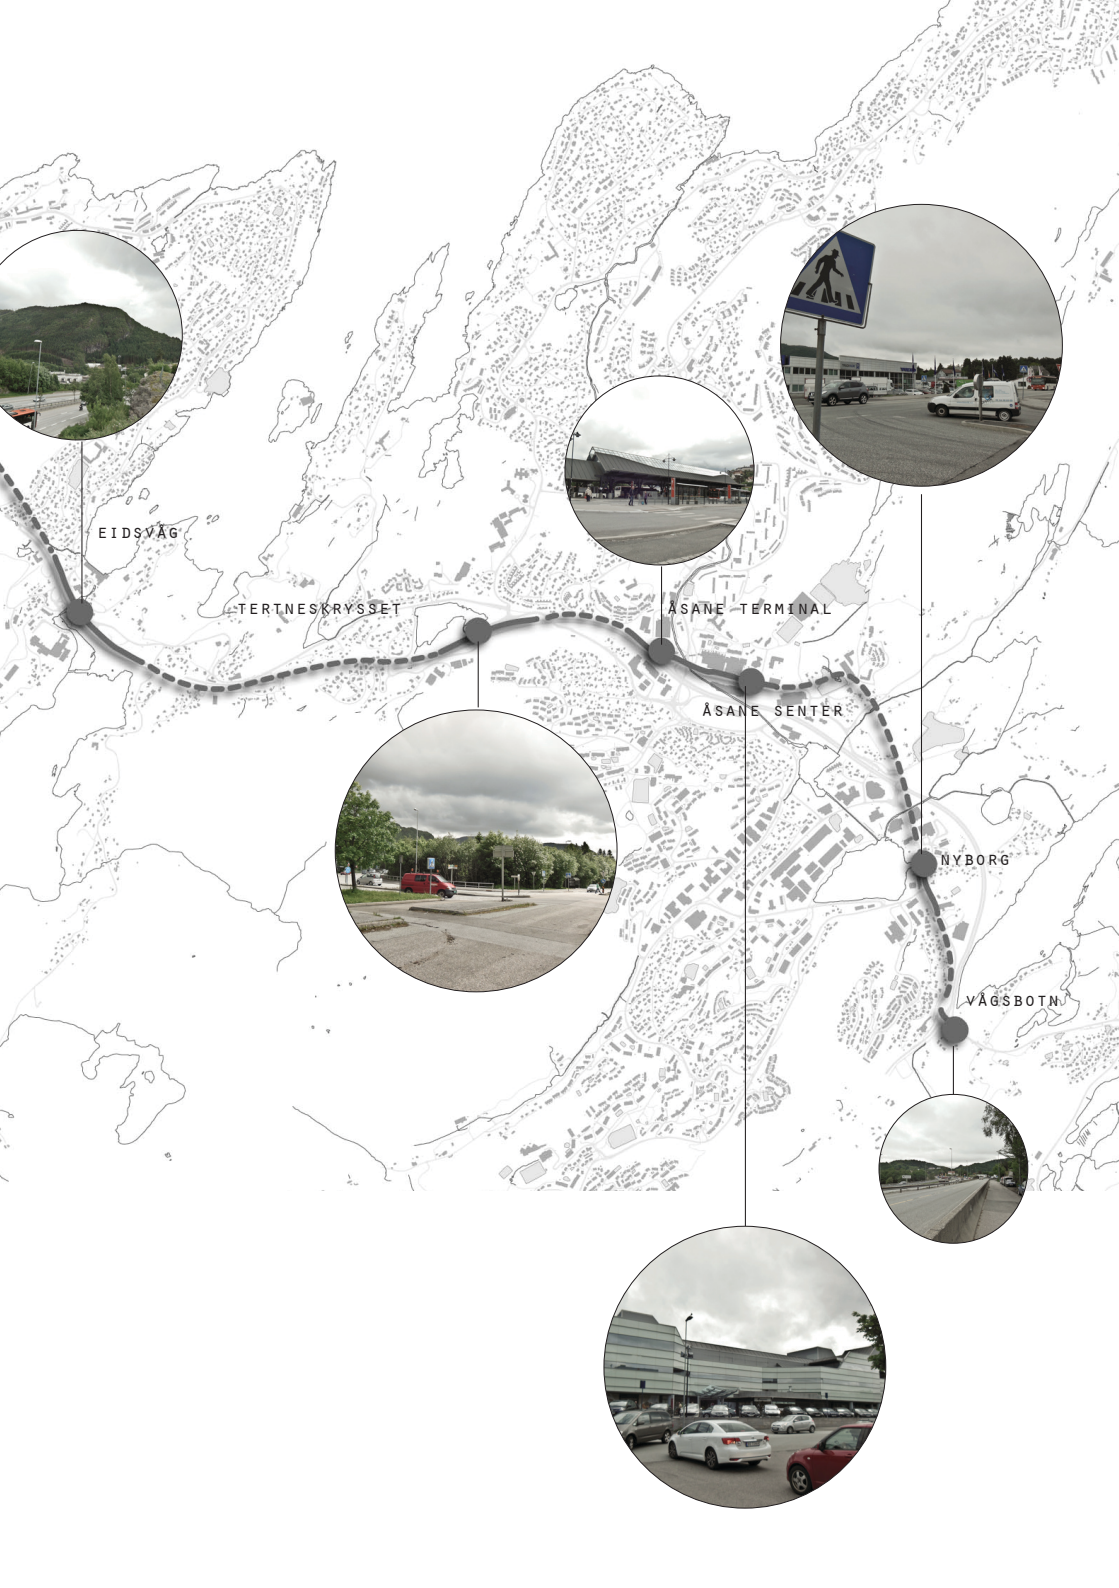 EIDSVÅG
TERTNESKRYSSET
ÅSANE TERMINAL
ÅSANE SENTER
NYBORG
VÅGSBOTN